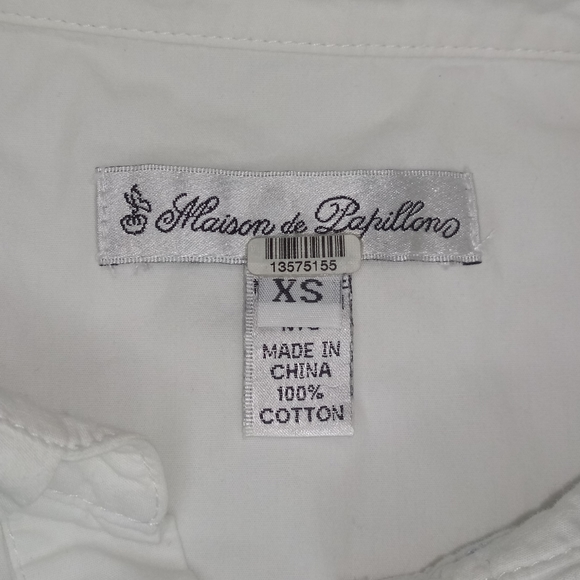 Maison de Papillon
13575155
XS
MADE IN
CHINA
100%
COTTON